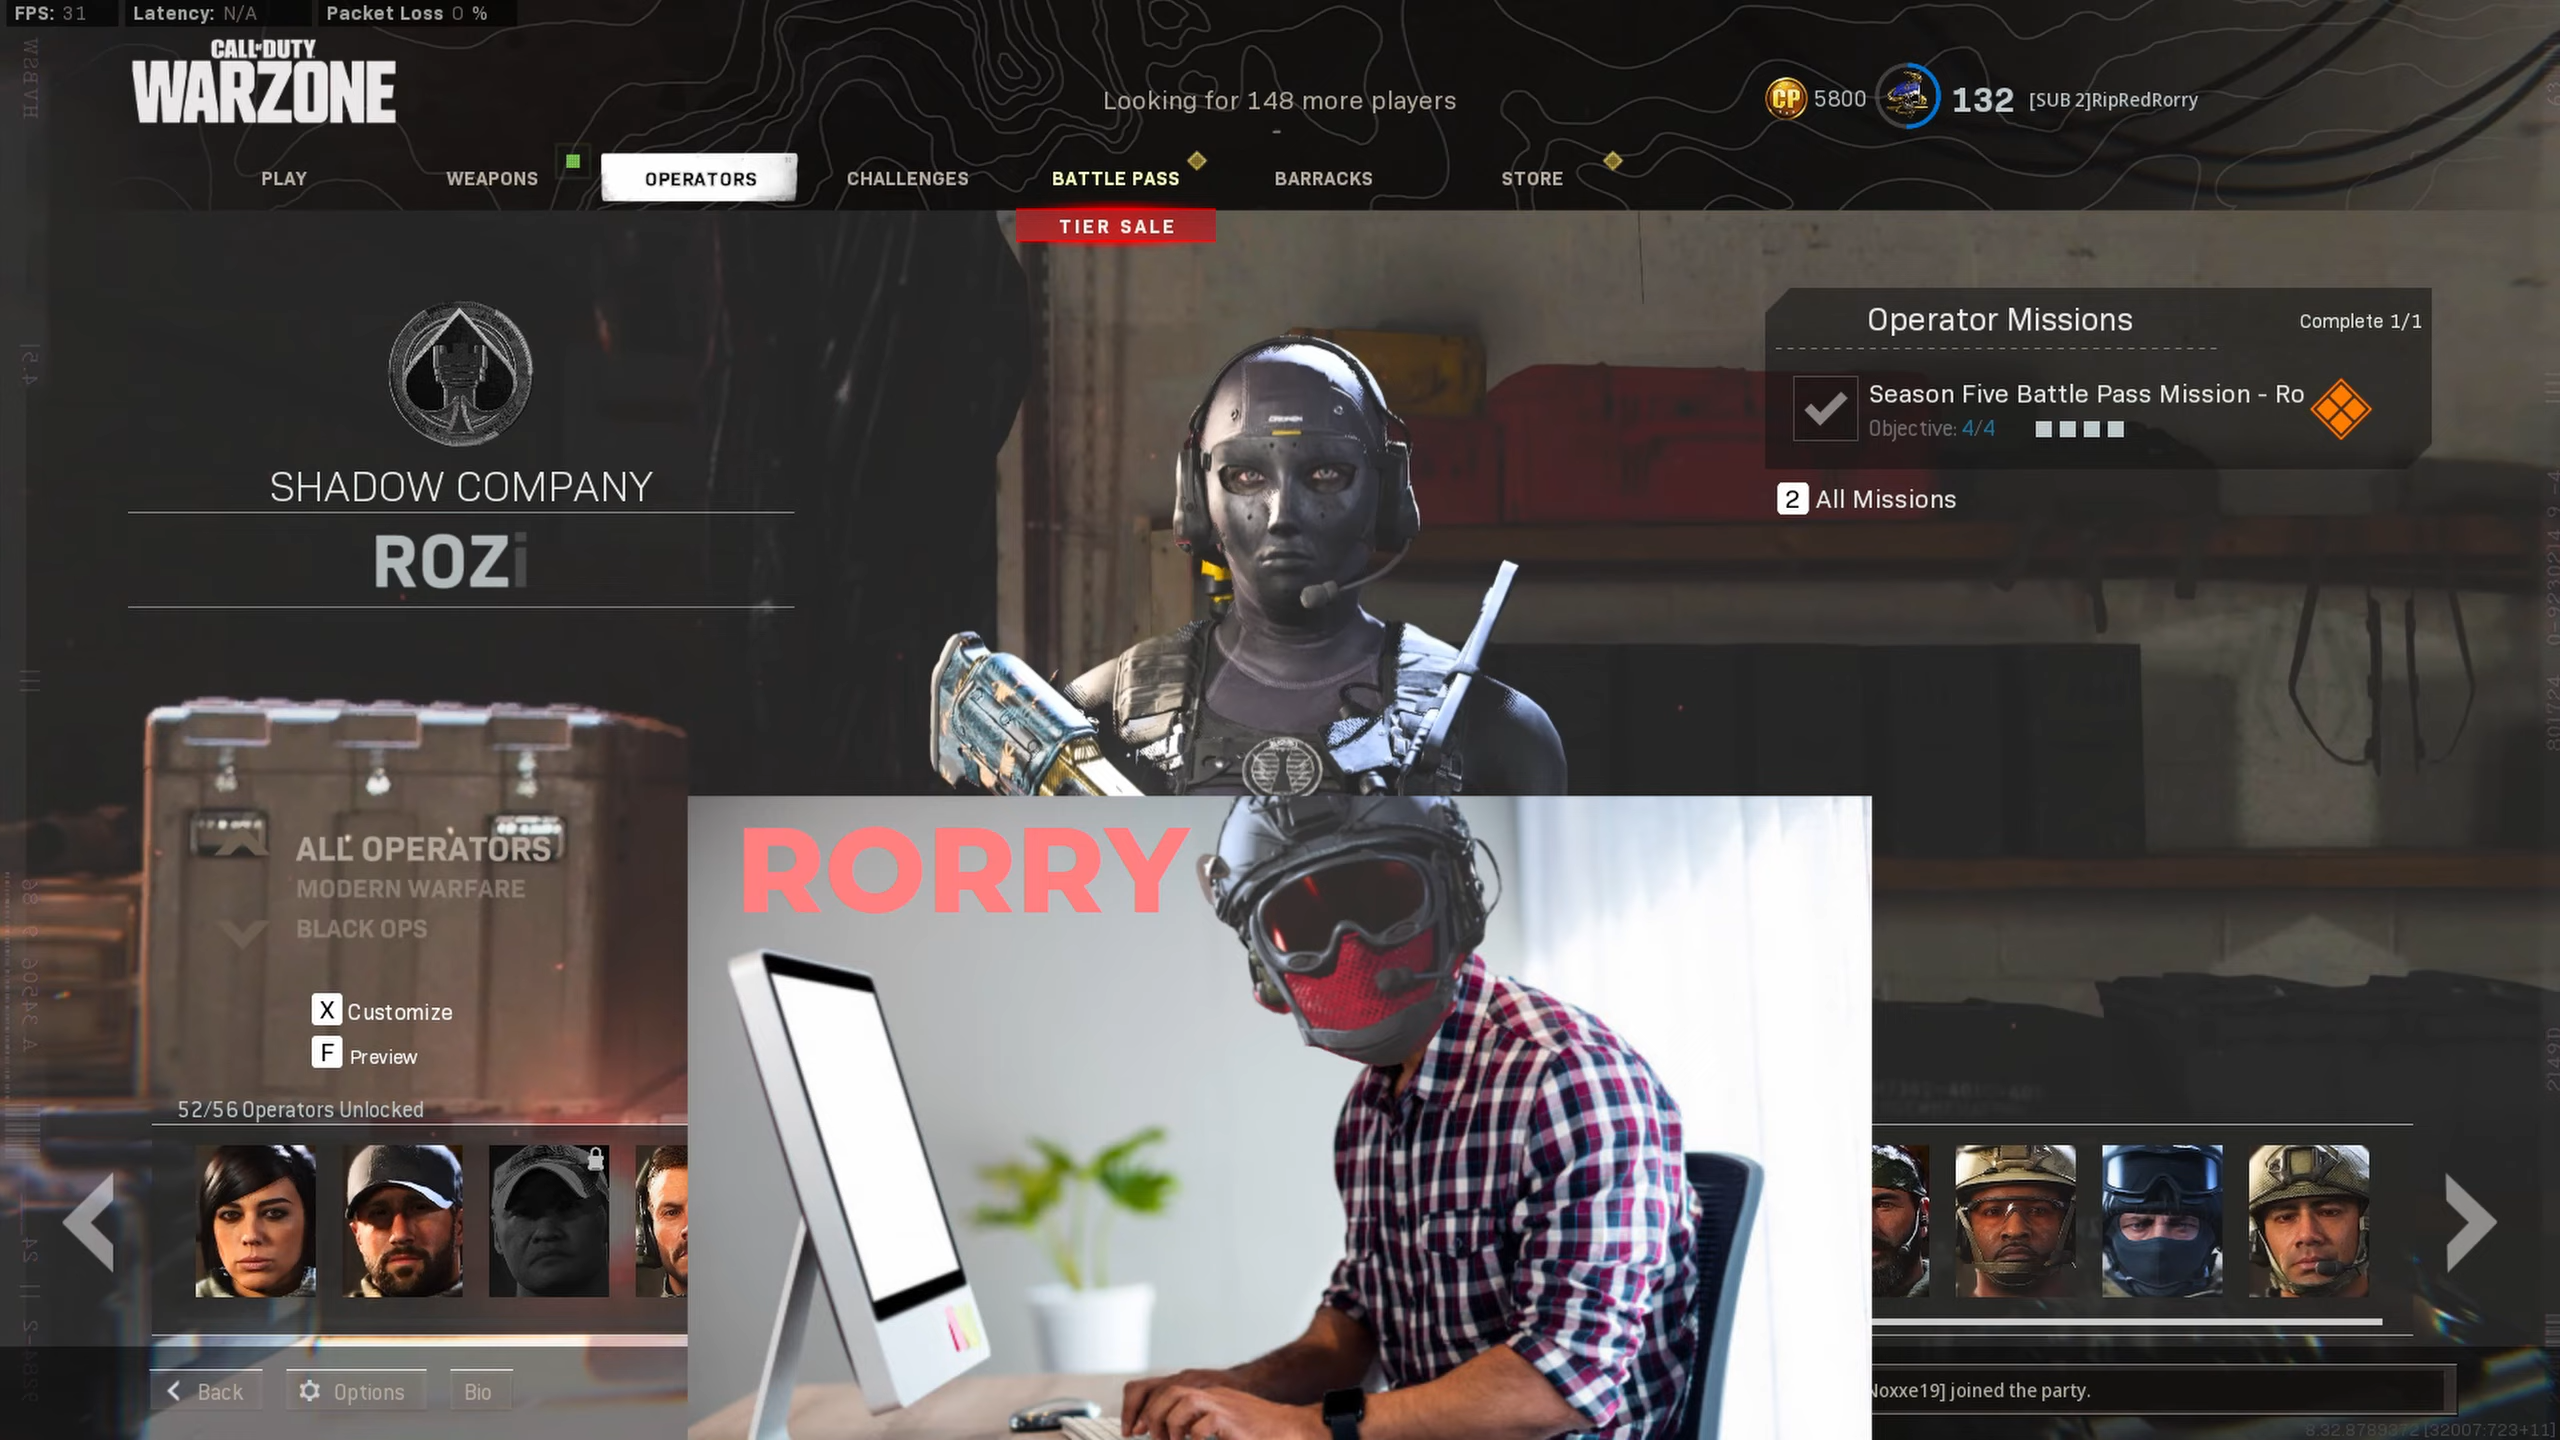 FPS: 31 Latency: N/A Packet Loss 0 %
CALL OF DUTY
WARZONE
Looking for 148 more players
CP 5800 132 [SUB 2]RipRedRorry
PLAY WEAPONS OPERATORS CHALLENGES BATTLE PASS BARRACKS STORE
TIER SALE
SHADOW COMPANY
ROZi
Operator Missions Complete 1/1
Season Five Battle Pass Mission - Ro
Objective: 4/4
2 All Missions
RORRY
ALL OPERATORS
MODERN WARFARE
BLACK OPS
X Customize
F Preview
52/56 Operators Unlocked
Back Options Bio
Noxxe19] joined the party.